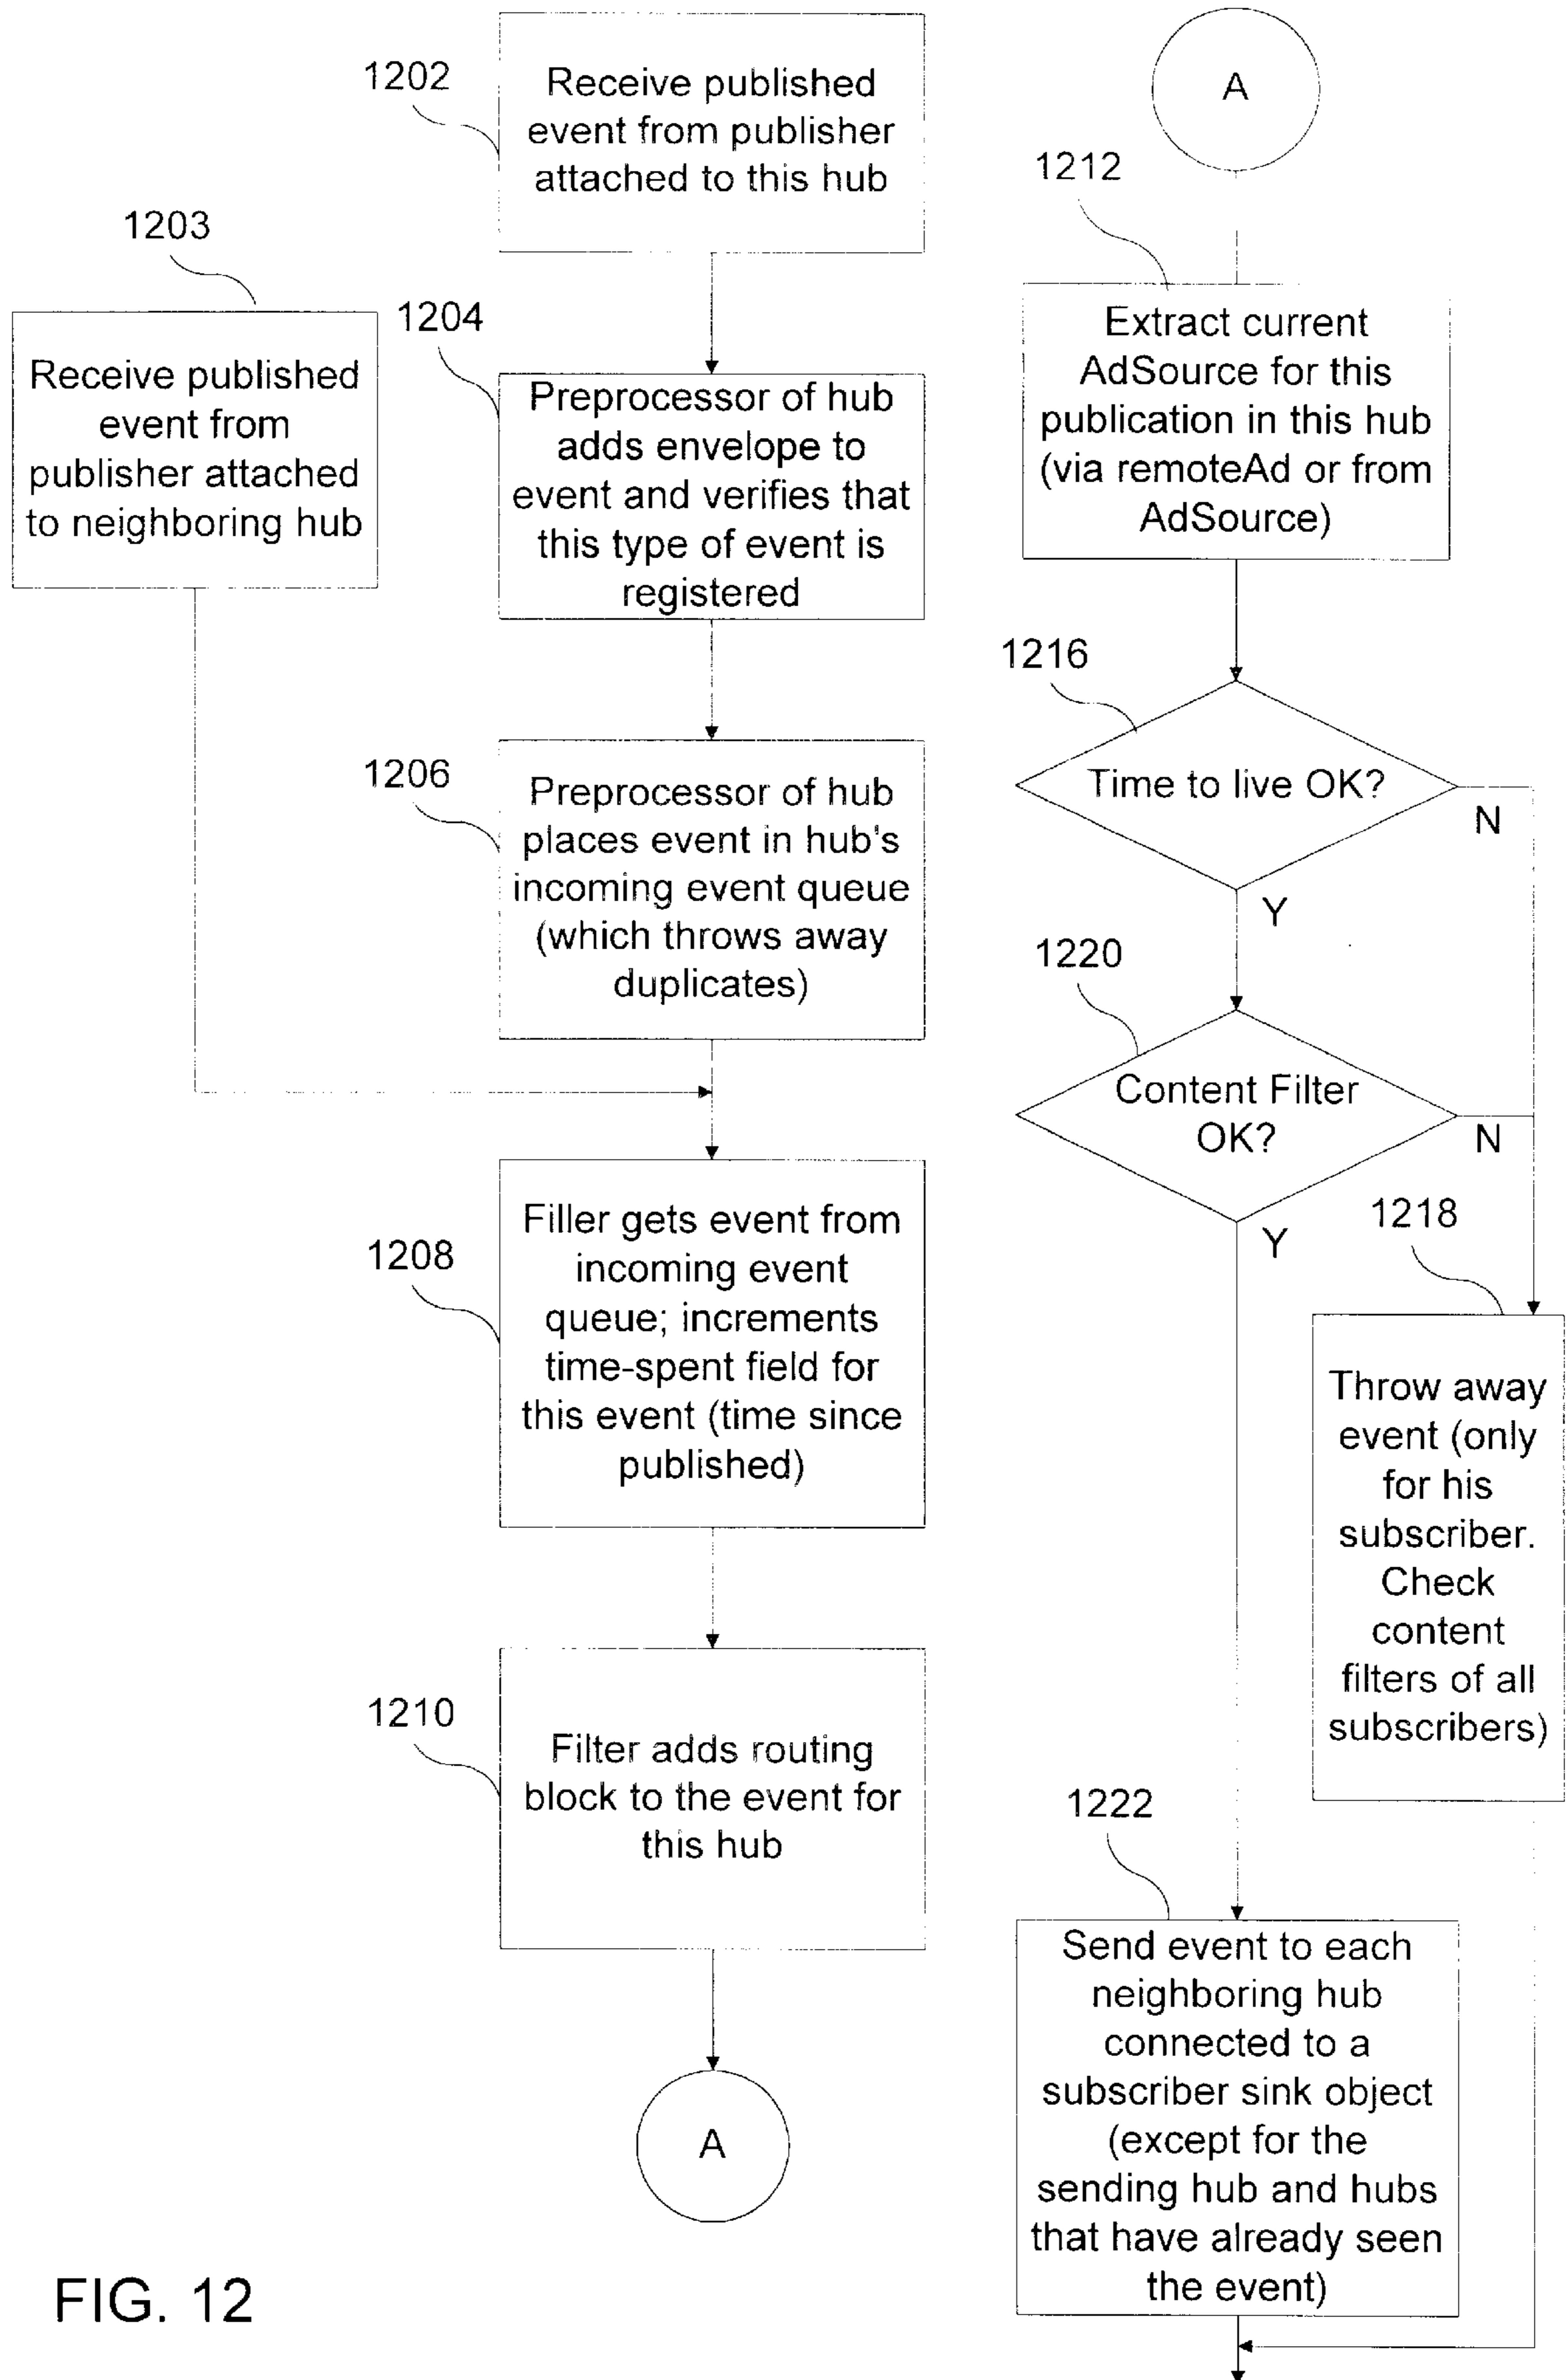 1202
Receive published
event from publisher
attached to this hub
1203
Receive published
event from
publisher attached
to neighboring hub
1204
Preprocessor of hub
adds envelope to
event and verifies that
this type of event is
registered
1206
Preprocessor of hub
places event in hub's
incoming event queue
(which throws away
duplicates)
1208
Filler gets event from
incoming event
queue; increments
time-spent field for
this event (time since
published)
1210
Filter adds routing
block to the event for
this hub
A
A
1212
Extract current
AdSource for this
publication in this hub
(via remoteAd or from
AdSource)
1216
Time to live OK?
N
Y
1220
Content Filter
OK?
N
Y
1218
Throw away
event (only
for his
subscriber.
Check
content
filters of all
subscribers)
1222
Send event to each
neighboring hub
connected to a
subscriber sink object
(except for the
sending hub and hubs
that have already seen
the event)
FIG. 12